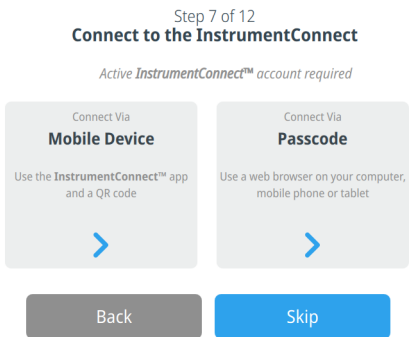 Step 7 of 12
Connect to the InstrumentConnect
Active InstrumentConnect™ account required
Connect Via
Mobile Device
Use the InstrumentConnect™ app
and a QR code
Connect Via
Passcode
Use a web browser on your computer,
mobile phone or tablet
Back
Skip